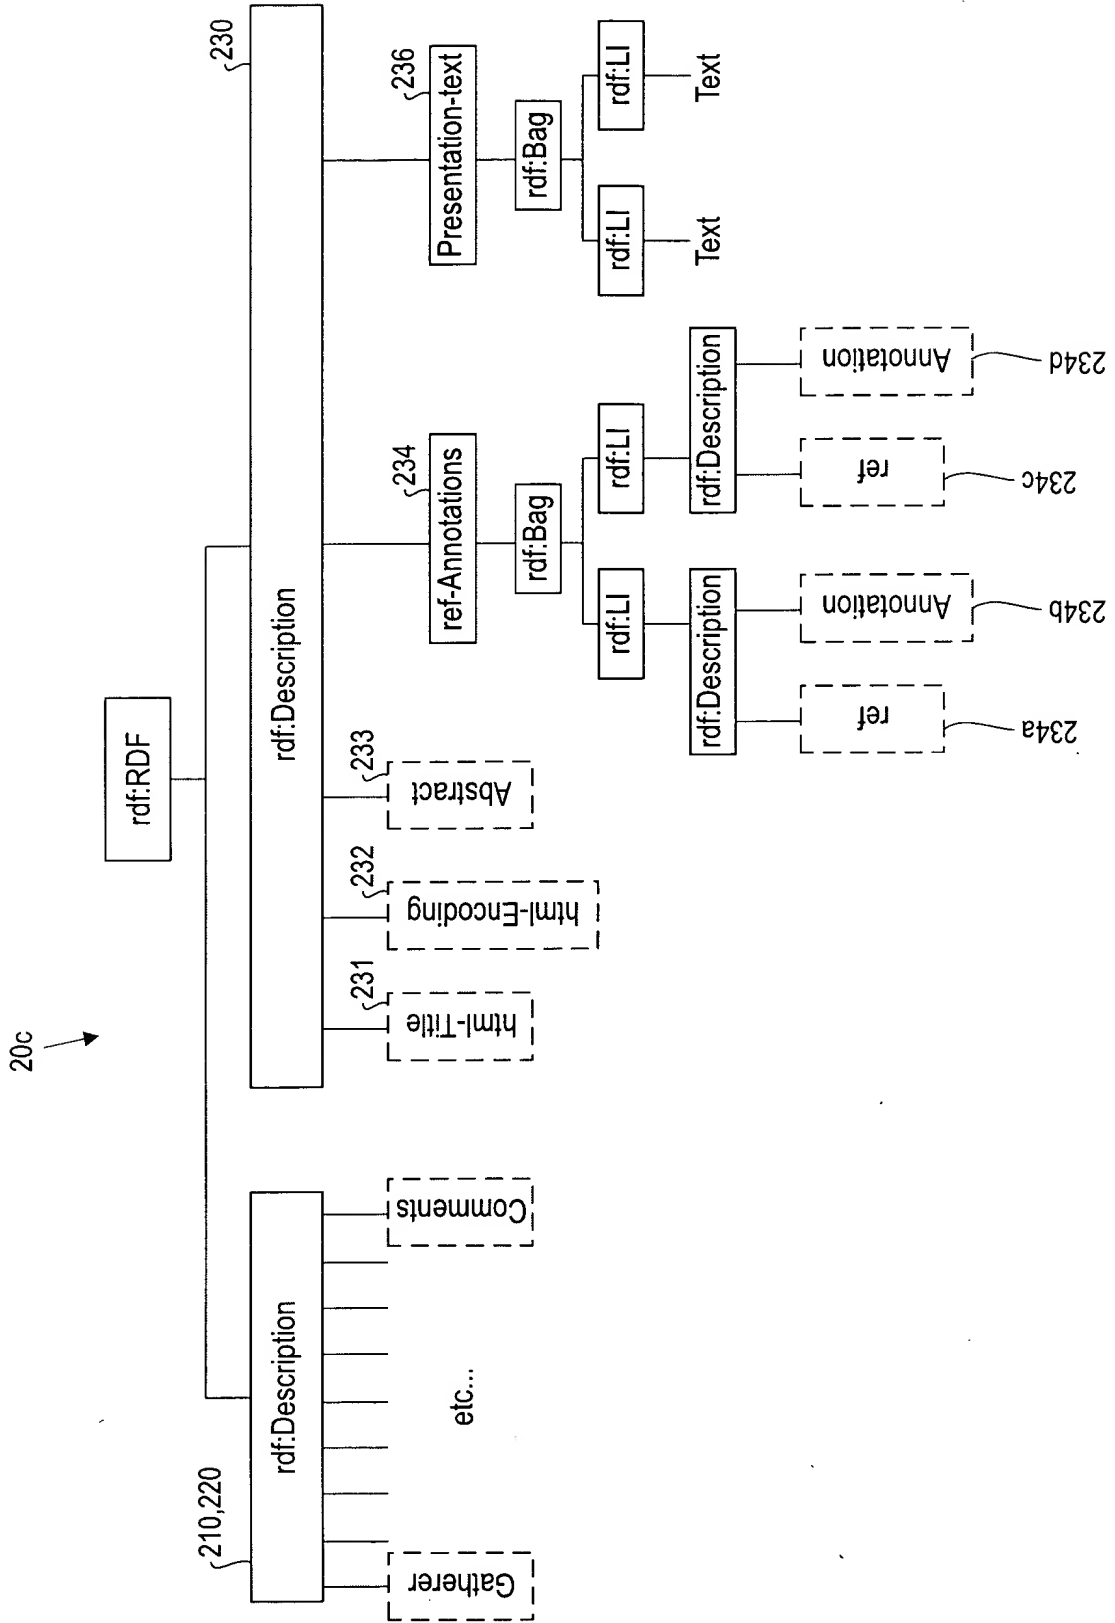 20c
rdf:RDF
210,220
rdf:Description
Gatherer
etc...
Comments
230
rdf:Description
231
html-Title
232
html-Encoding
233
Abstract
234
ref-Annotations
rdf:Bag
rdf:LI
rdf:LI
rdf:Description
rdf:Description
ref
Annotation
ref
Annotation
234a
234b
234c
234d
236
Presentation-text
rdf:Bag
rdf:LI
rdf:LI
Text
Text